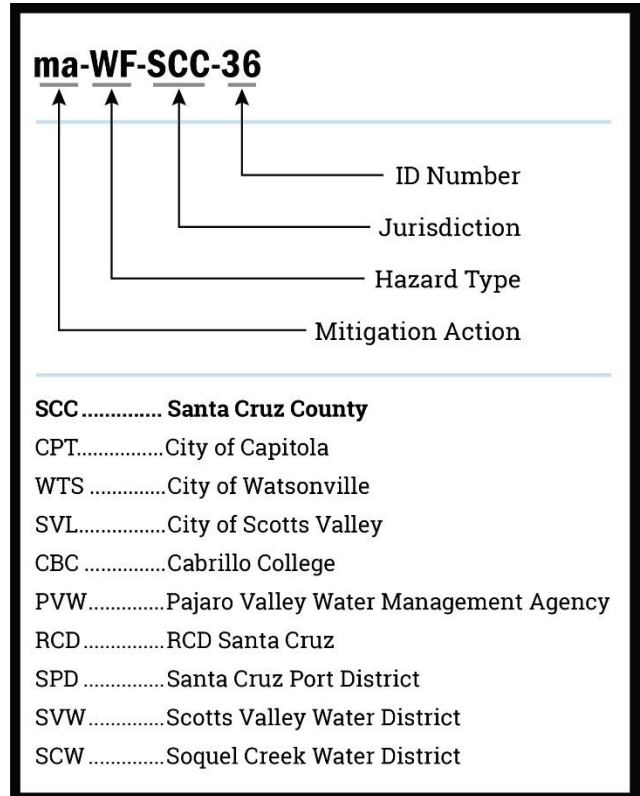 ma-WF-SCC-36
ID Number
Jurisdiction
Hazard Type
Mitigation Action
SCC.............. Santa Cruz County
CPT................City of Capitola
WTS ..............City of Watsonville
SVL................City of Scotts Valley
CBC ...............Cabrillo College
PVW..............Pajaro Valley Water Management Agency
RCD...............RCD Santa Cruz
SPD ...............Santa Cruz Port District
SVW..............Scotts Valley Water District
SCW ..............Soquel Creek Water District